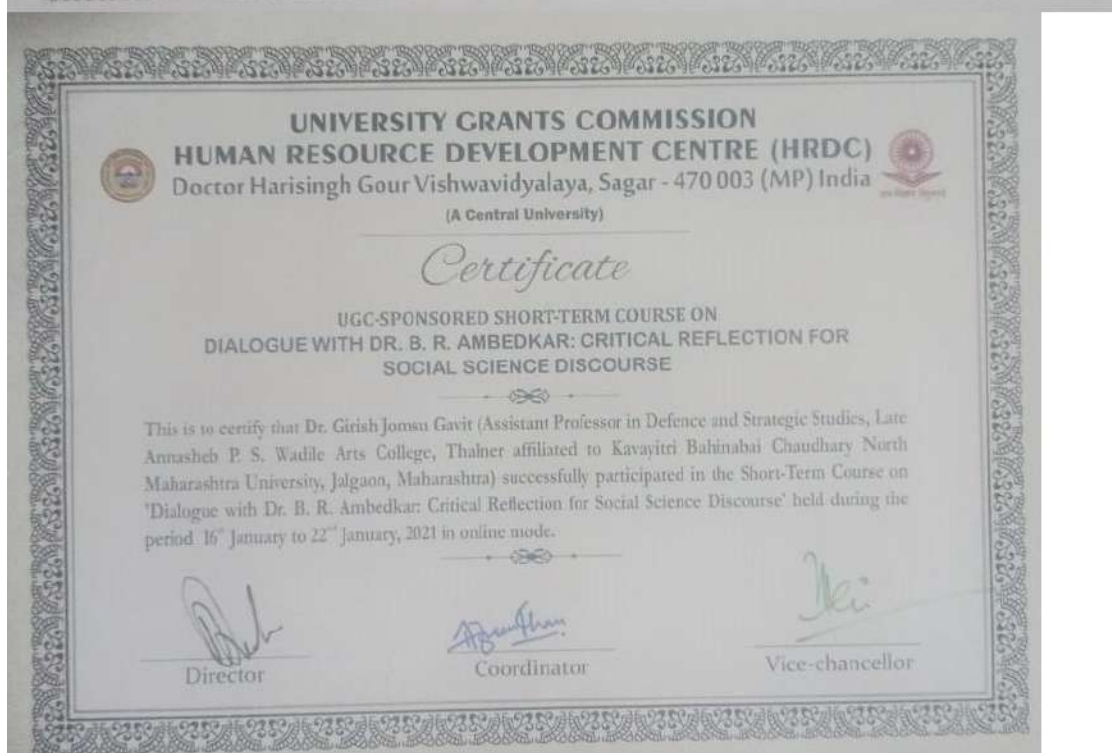 UNIVERSITY GRANTS COMMISSION
HUMAN RESOURCE DEVELOPMENT CENTRE (HRDC)
Doctor Harisingh Gour Vishwavidyalaya, Sagar - 470 003 (MP) India
(A Central University)
Certificate
UGC-SPONSORED SHORT-TERM COURSE ON
DIALOGUE WITH DR. B. R. AMBEDKAR: CRITICAL REFLECTION FOR
SOCIAL SCIENCE DISCOURSE
This is to certify that Dr. Girish Jomsu Gavit (Assistant Professor in Defence and Strategic Studies, Late
Annasheb P. S. Wadile Arts College, Thalner affiliated to Kavayitri Bahinabai Chaudhary North
Maharashtra University, Jalgaon, Maharashtra) successfully participated in the Short-Term Course on
'Dialogue with Dr. B. R. Ambedkar: Critical Reflection for Social Science Discourse' held during the
period 16th January to 22nd January, 2021 in online mode.
Director
Coordinator
Vice-chancellor